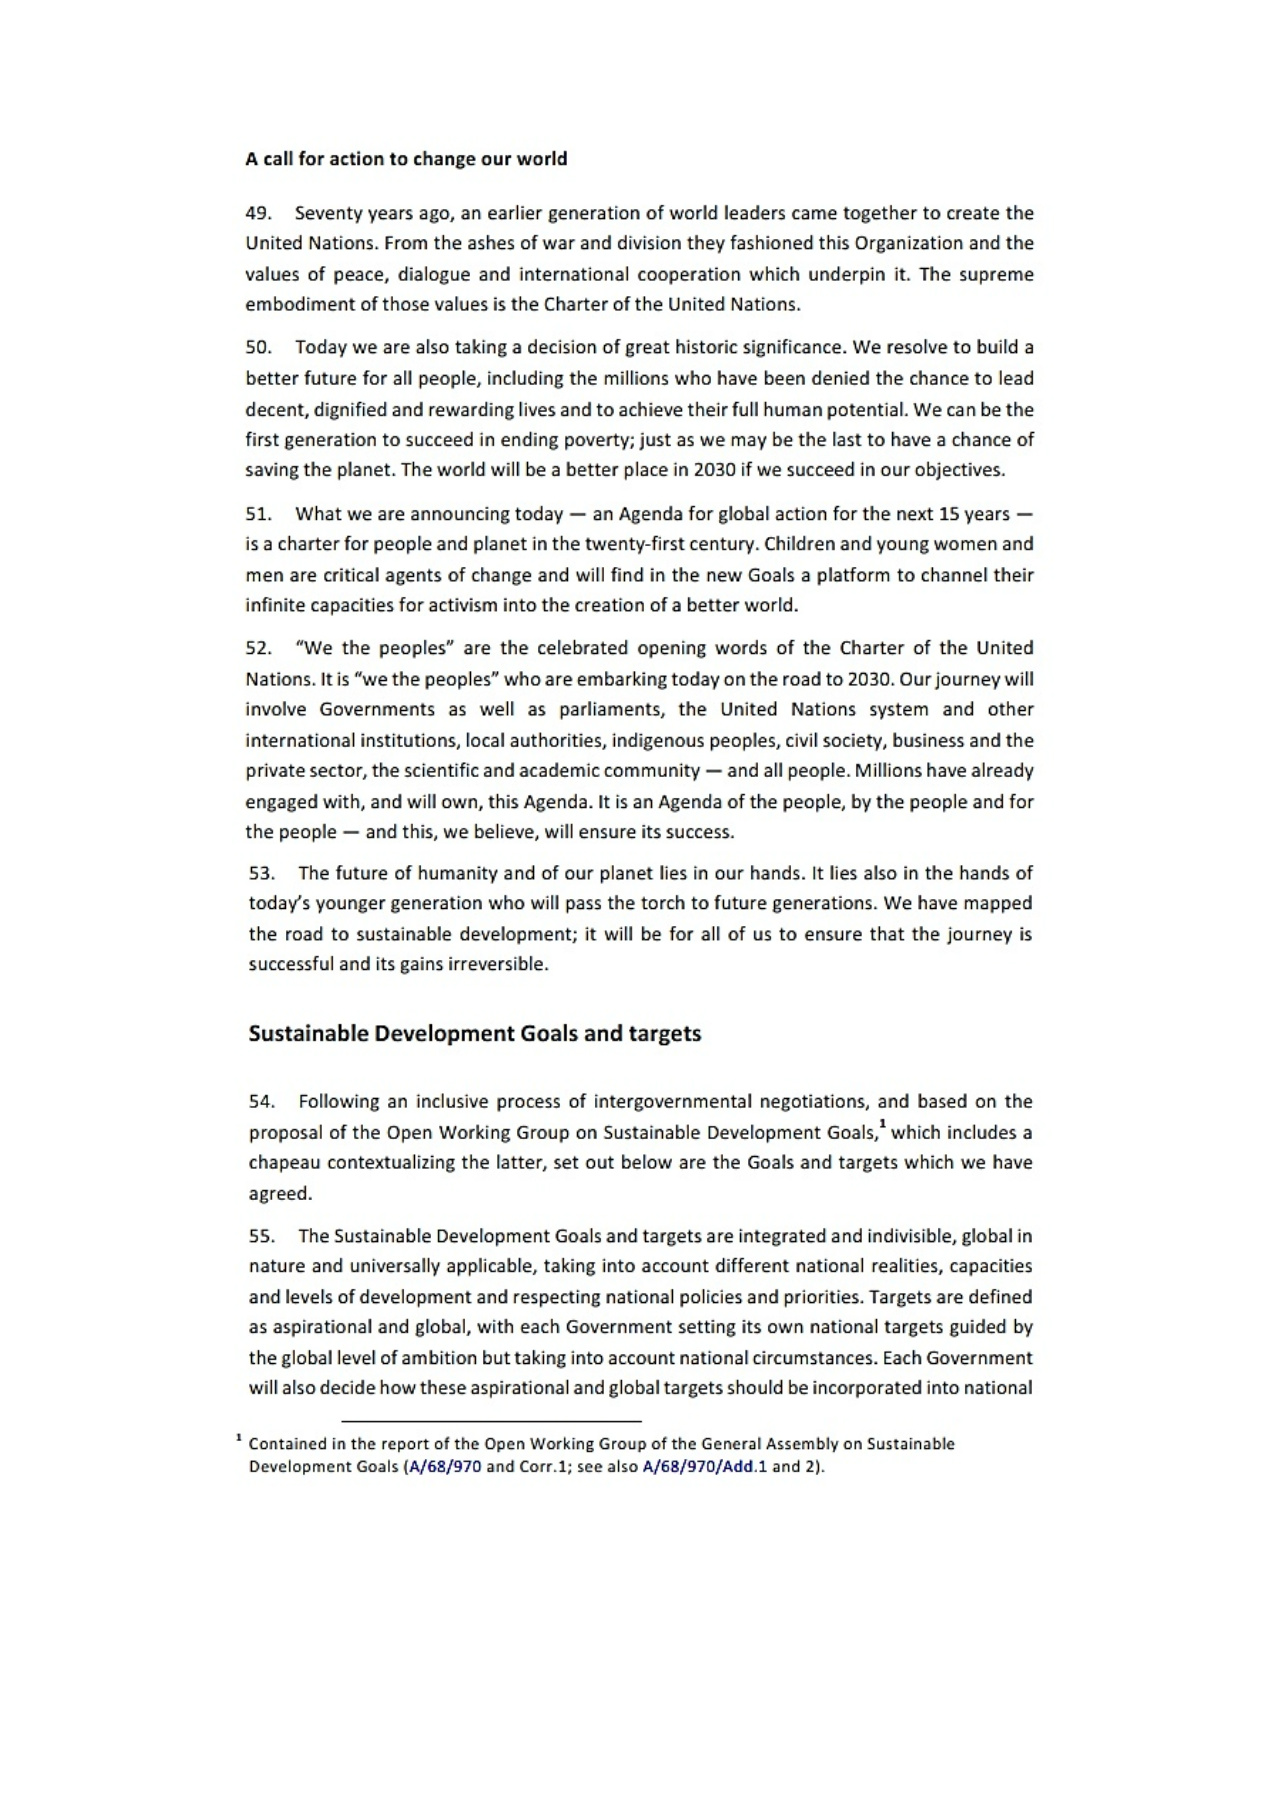 A call for action to change our world
49. Seventy years ago, an earlier generation of world leaders came together to create the
United Nations. From the ashes of war and division they fashioned this Organization and the
values of peace, dialogue and international cooperation which underpin it. The supreme
embodiment of those values is the Charter of the United Nations.
50. Today we are also taking a decision of great historic significance. We resolve to build a
better future for all people, including the millions who have been denied the chance to lead
decent, dignified and rewarding lives and to achieve their full human potential. We can be the
first generation to succeed in ending poverty; just as we may be the last to have a chance of
saving the planet. The world will be a better place in 2030 if we succeed in our objectives.
51. What we are announcing today — an Agenda for global action for the next 15 years —
is a charter for people and planet in the twenty-first century. Children and young women and
men are critical agents of change and will find in the new Goals a platform to channel their
infinite capacities for activism into the creation of a better world.
52. “We the peoples” are the celebrated opening words of the Charter of the United
Nations. It is “we the peoples” who are embarking today on the road to 2030. Our journey will
involve Governments as well as parliaments, the United Nations system and other
international institutions, local authorities, indigenous peoples, civil society, business and the
private sector, the scientific and academic community — and all people. Millions have already
engaged with, and will own, this Agenda. It is an Agenda of the people, by the people and for
the people — and this, we believe, will ensure its success.
53. The future of humanity and of our planet lies in our hands. It lies also in the hands of
today’s younger generation who will pass the torch to future generations. We have mapped
the road to sustainable development; it will be for all of us to ensure that the journey is
successful and its gains irreversible.
Sustainable Development Goals and targets
54. Following an inclusive process of intergovernmental negotiations, and based on the
proposal of the Open Working Group on Sustainable Development Goals,¹ which includes a
chapeau contextualizing the latter, set out below are the Goals and targets which we have
agreed.
55. The Sustainable Development Goals and targets are integrated and indivisible, global in
nature and universally applicable, taking into account different national realities, capacities
and levels of development and respecting national policies and priorities. Targets are defined
as aspirational and global, with each Government setting its own national targets guided by
the global level of ambition but taking into account national circumstances. Each Government
will also decide how these aspirational and global targets should be incorporated into national
¹ Contained in the report of the Open Working Group of the General Assembly on Sustainable
Development Goals (A/68/970 and Corr.1; see also A/68/970/Add.1 and 2).